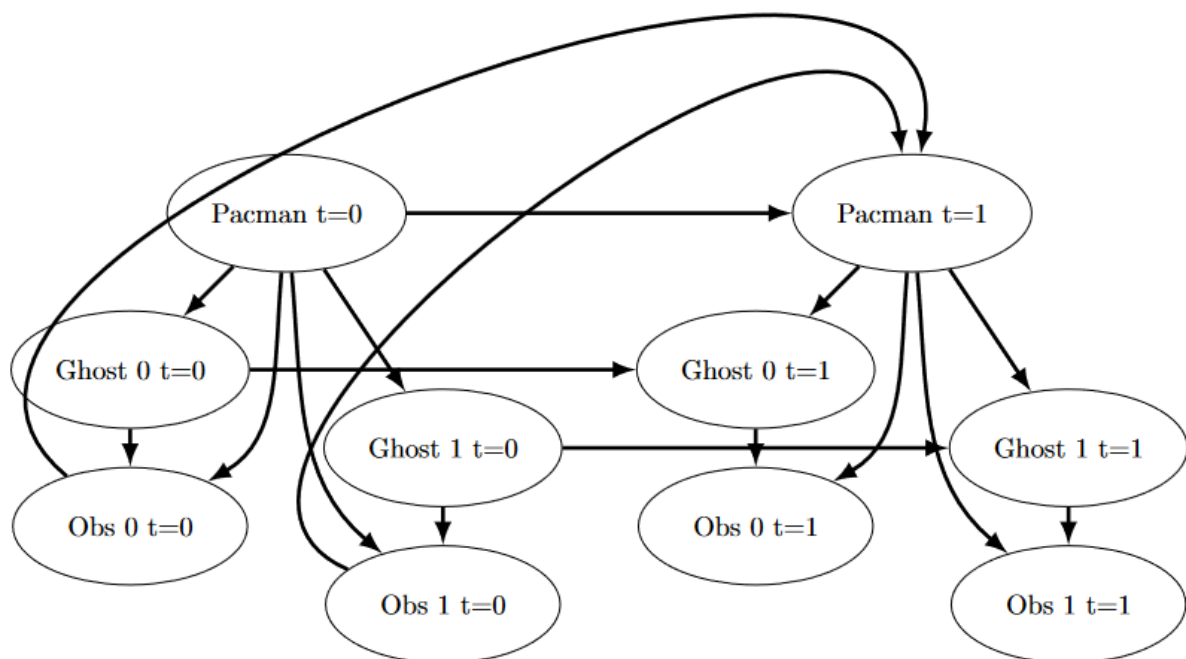 Pacman t=0
Pacman t=1
Ghost 0 t=0
Ghost 0 t=1
Ghost 1 t=0
Ghost 1 t=1
Obs 0 t=0
Obs 0 t=1
Obs 1 t=0
Obs 1 t=1